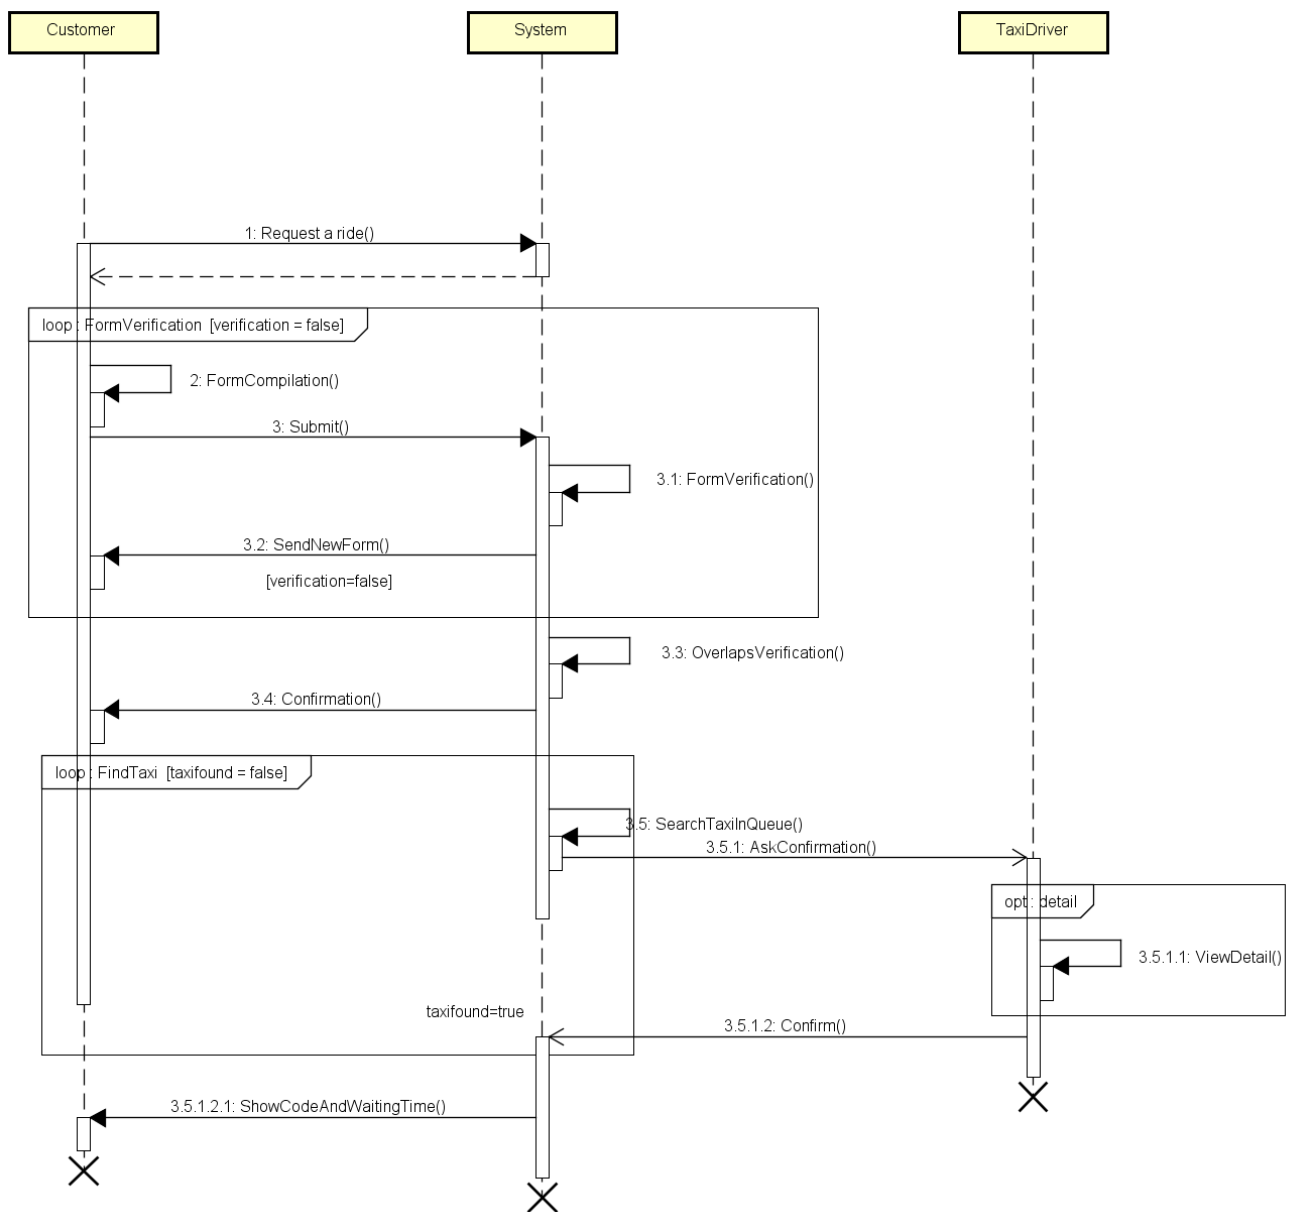 Customer
System
TaxiDriver
1: Request a ride()
loop : FormVerification [verification = false]
2: FormCompilation()
3: Submit()
3.1: FormVerification()
3.2: SendNewForm()
[verification=false]
3.3: OverlapsVerification()
3.4: Confirmation()
loop : FindTaxi [taxifound = false]
3.5: SearchTaxiInQueue()
3.5.1: AskConfirmation()
opt : detail
3.5.1.1: ViewDetail()
taxifound=true
3.5.1.2: Confirm()
3.5.1.2.1: ShowCodeAndWaitingTime()